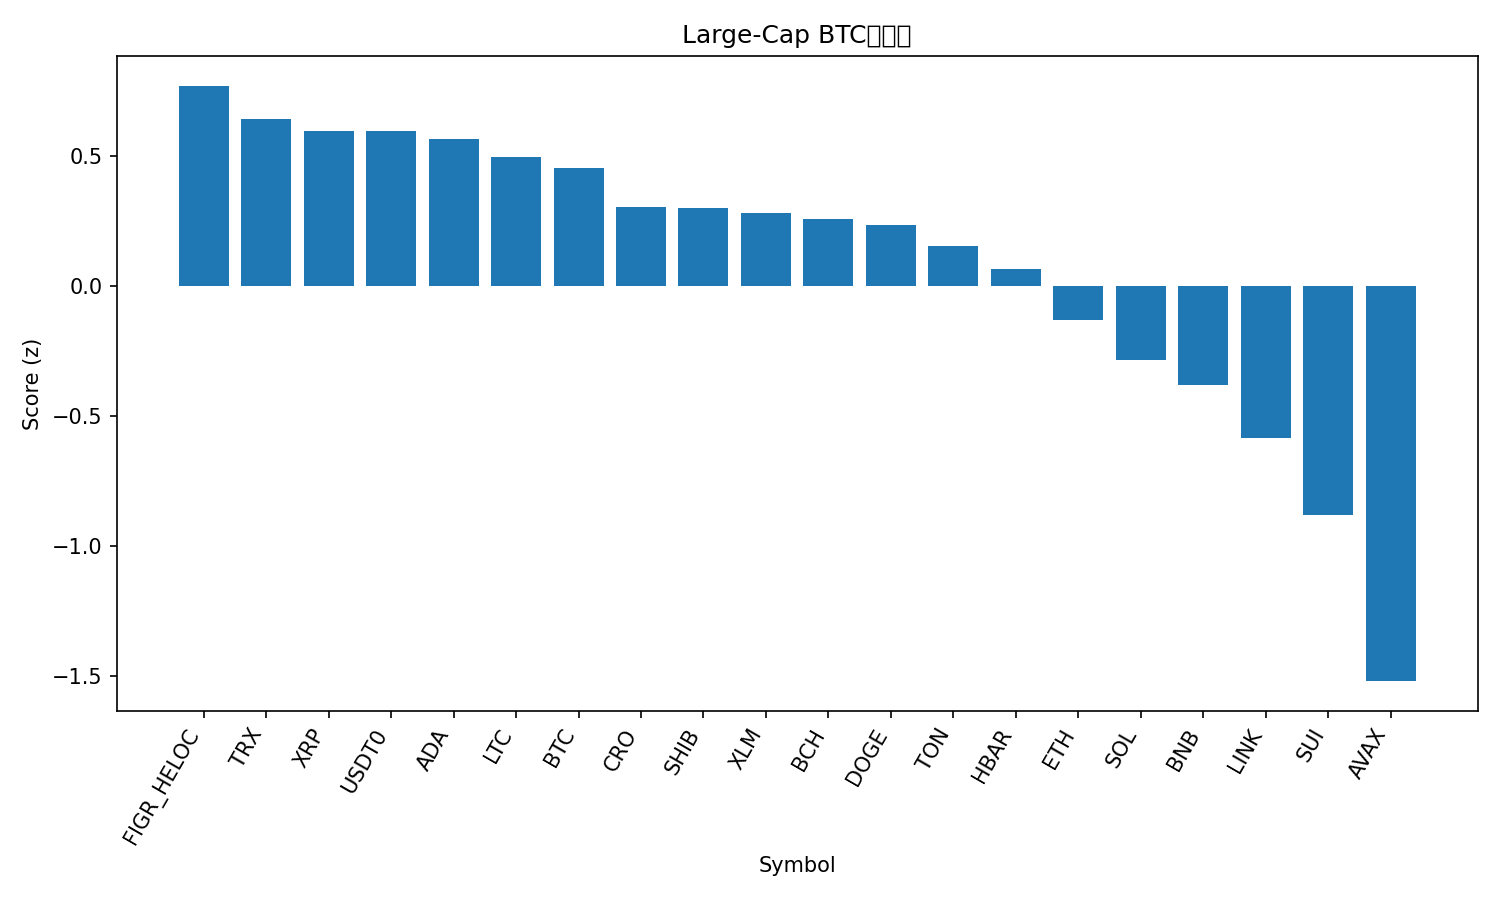 Large-Cap BTC
Score (z)
0.5
0.0
−0.5
−1.0
−1.5
FIGR_HELOC
TRX
XRP
USDT0
ADA
LTC
BTC
CRO
SHIB
XLM
BCH
DOGE
TON
HBAR
ETH
SOL
BNB
LINK
SUI
AVAX
Symbol